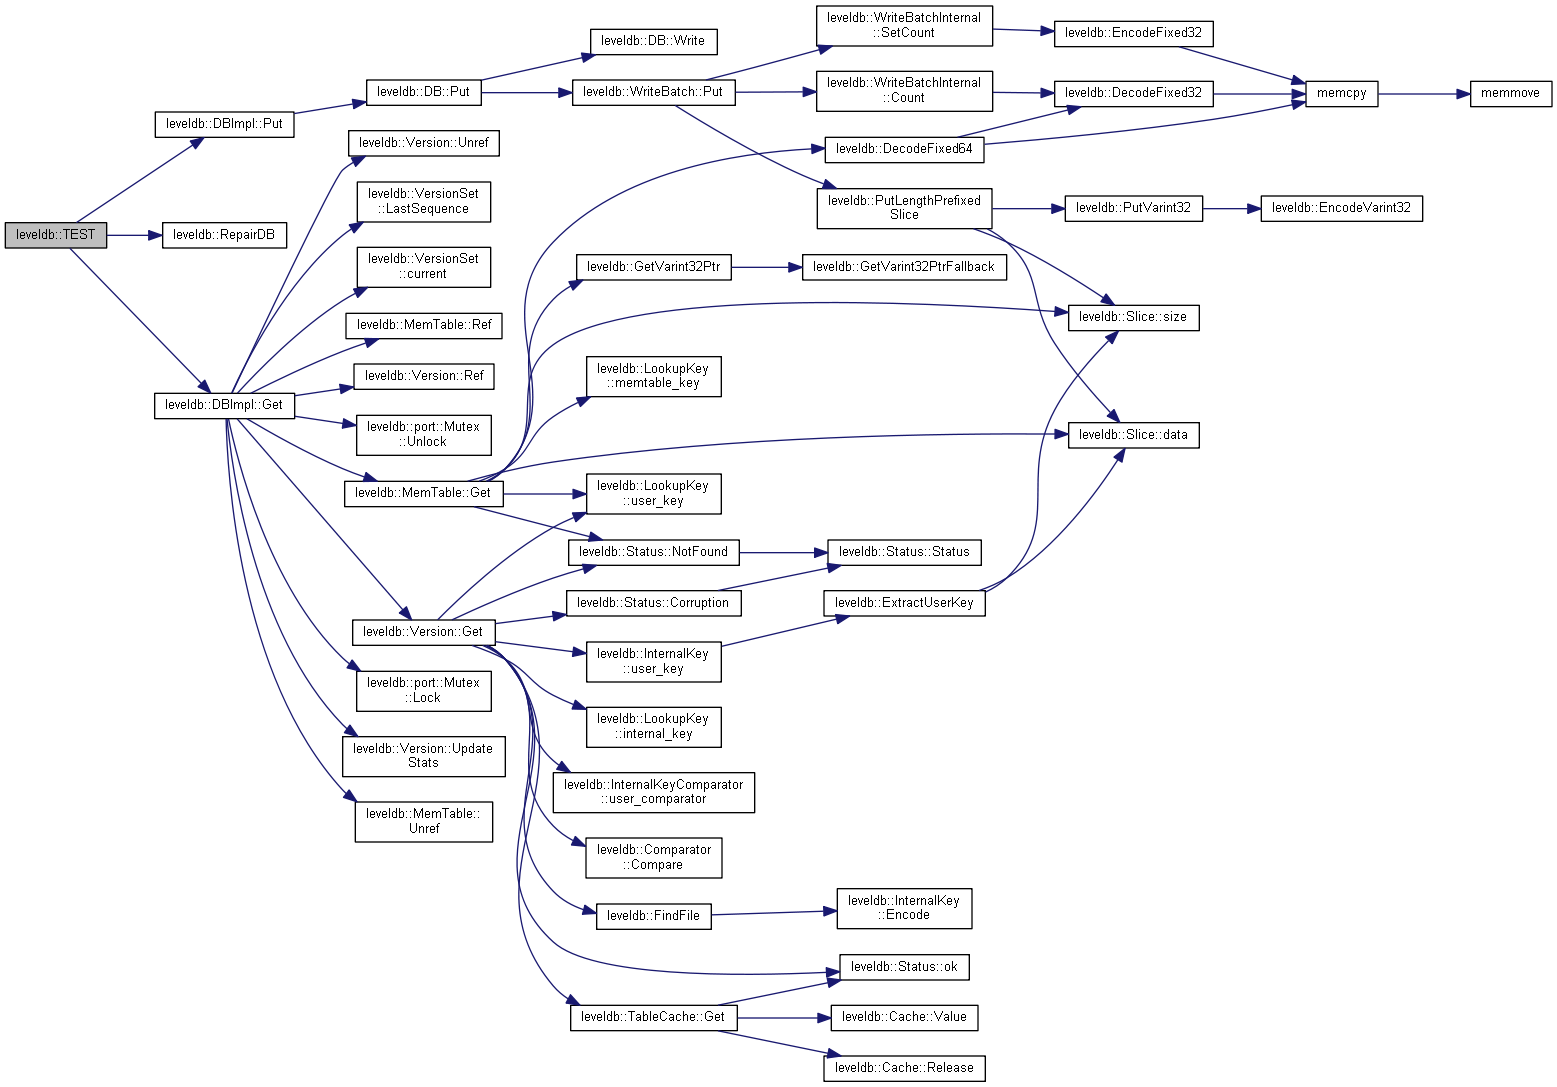 leveldb::TEST
leveldb::DBImpl::Put
leveldb::RepairDB
leveldb::DBImpl::Get
leveldb::DB::Put
leveldb::Version::Unref
leveldb::VersionSet
::LastSequence
leveldb::VersionSet
::current
leveldb::MemTable::Ref
leveldb::Version::Ref
leveldb::port::Mutex
::Unlock
leveldb::MemTable::Get
leveldb::Version::Get
leveldb::port::Mutex
::Lock
leveldb::Version::Update
Stats
leveldb::MemTable::
Unref
leveldb::DB::Write
leveldb::WriteBatch::Put
leveldb::GetVarint32Ptr
leveldb::LookupKey
::memtable_key
leveldb::LookupKey
::user_key
leveldb::Status::NotFound
leveldb::Status::Corruption
leveldb::InternalKey
::user_key
leveldb::LookupKey
::internal_key
leveldb::InternalKeyComparator
::user_comparator
leveldb::Comparator
::Compare
leveldb::FindFile
leveldb::TableCache::Get
leveldb::WriteBatchInternal
::SetCount
leveldb::WriteBatchInternal
::Count
leveldb::DecodeFixed64
leveldb::PutLengthPrefixed
Slice
leveldb::GetVarint32PtrFallback
leveldb::Status::Status
leveldb::ExtractUserKey
leveldb::InternalKey
::Encode
leveldb::Status::ok
leveldb::Cache::Value
leveldb::Cache::Release
leveldb::EncodeFixed32
leveldb::DecodeFixed32
leveldb::PutVarint32
leveldb::Slice::size
leveldb::Slice::data
memcpy
leveldb::EncodeVarint32
memmove